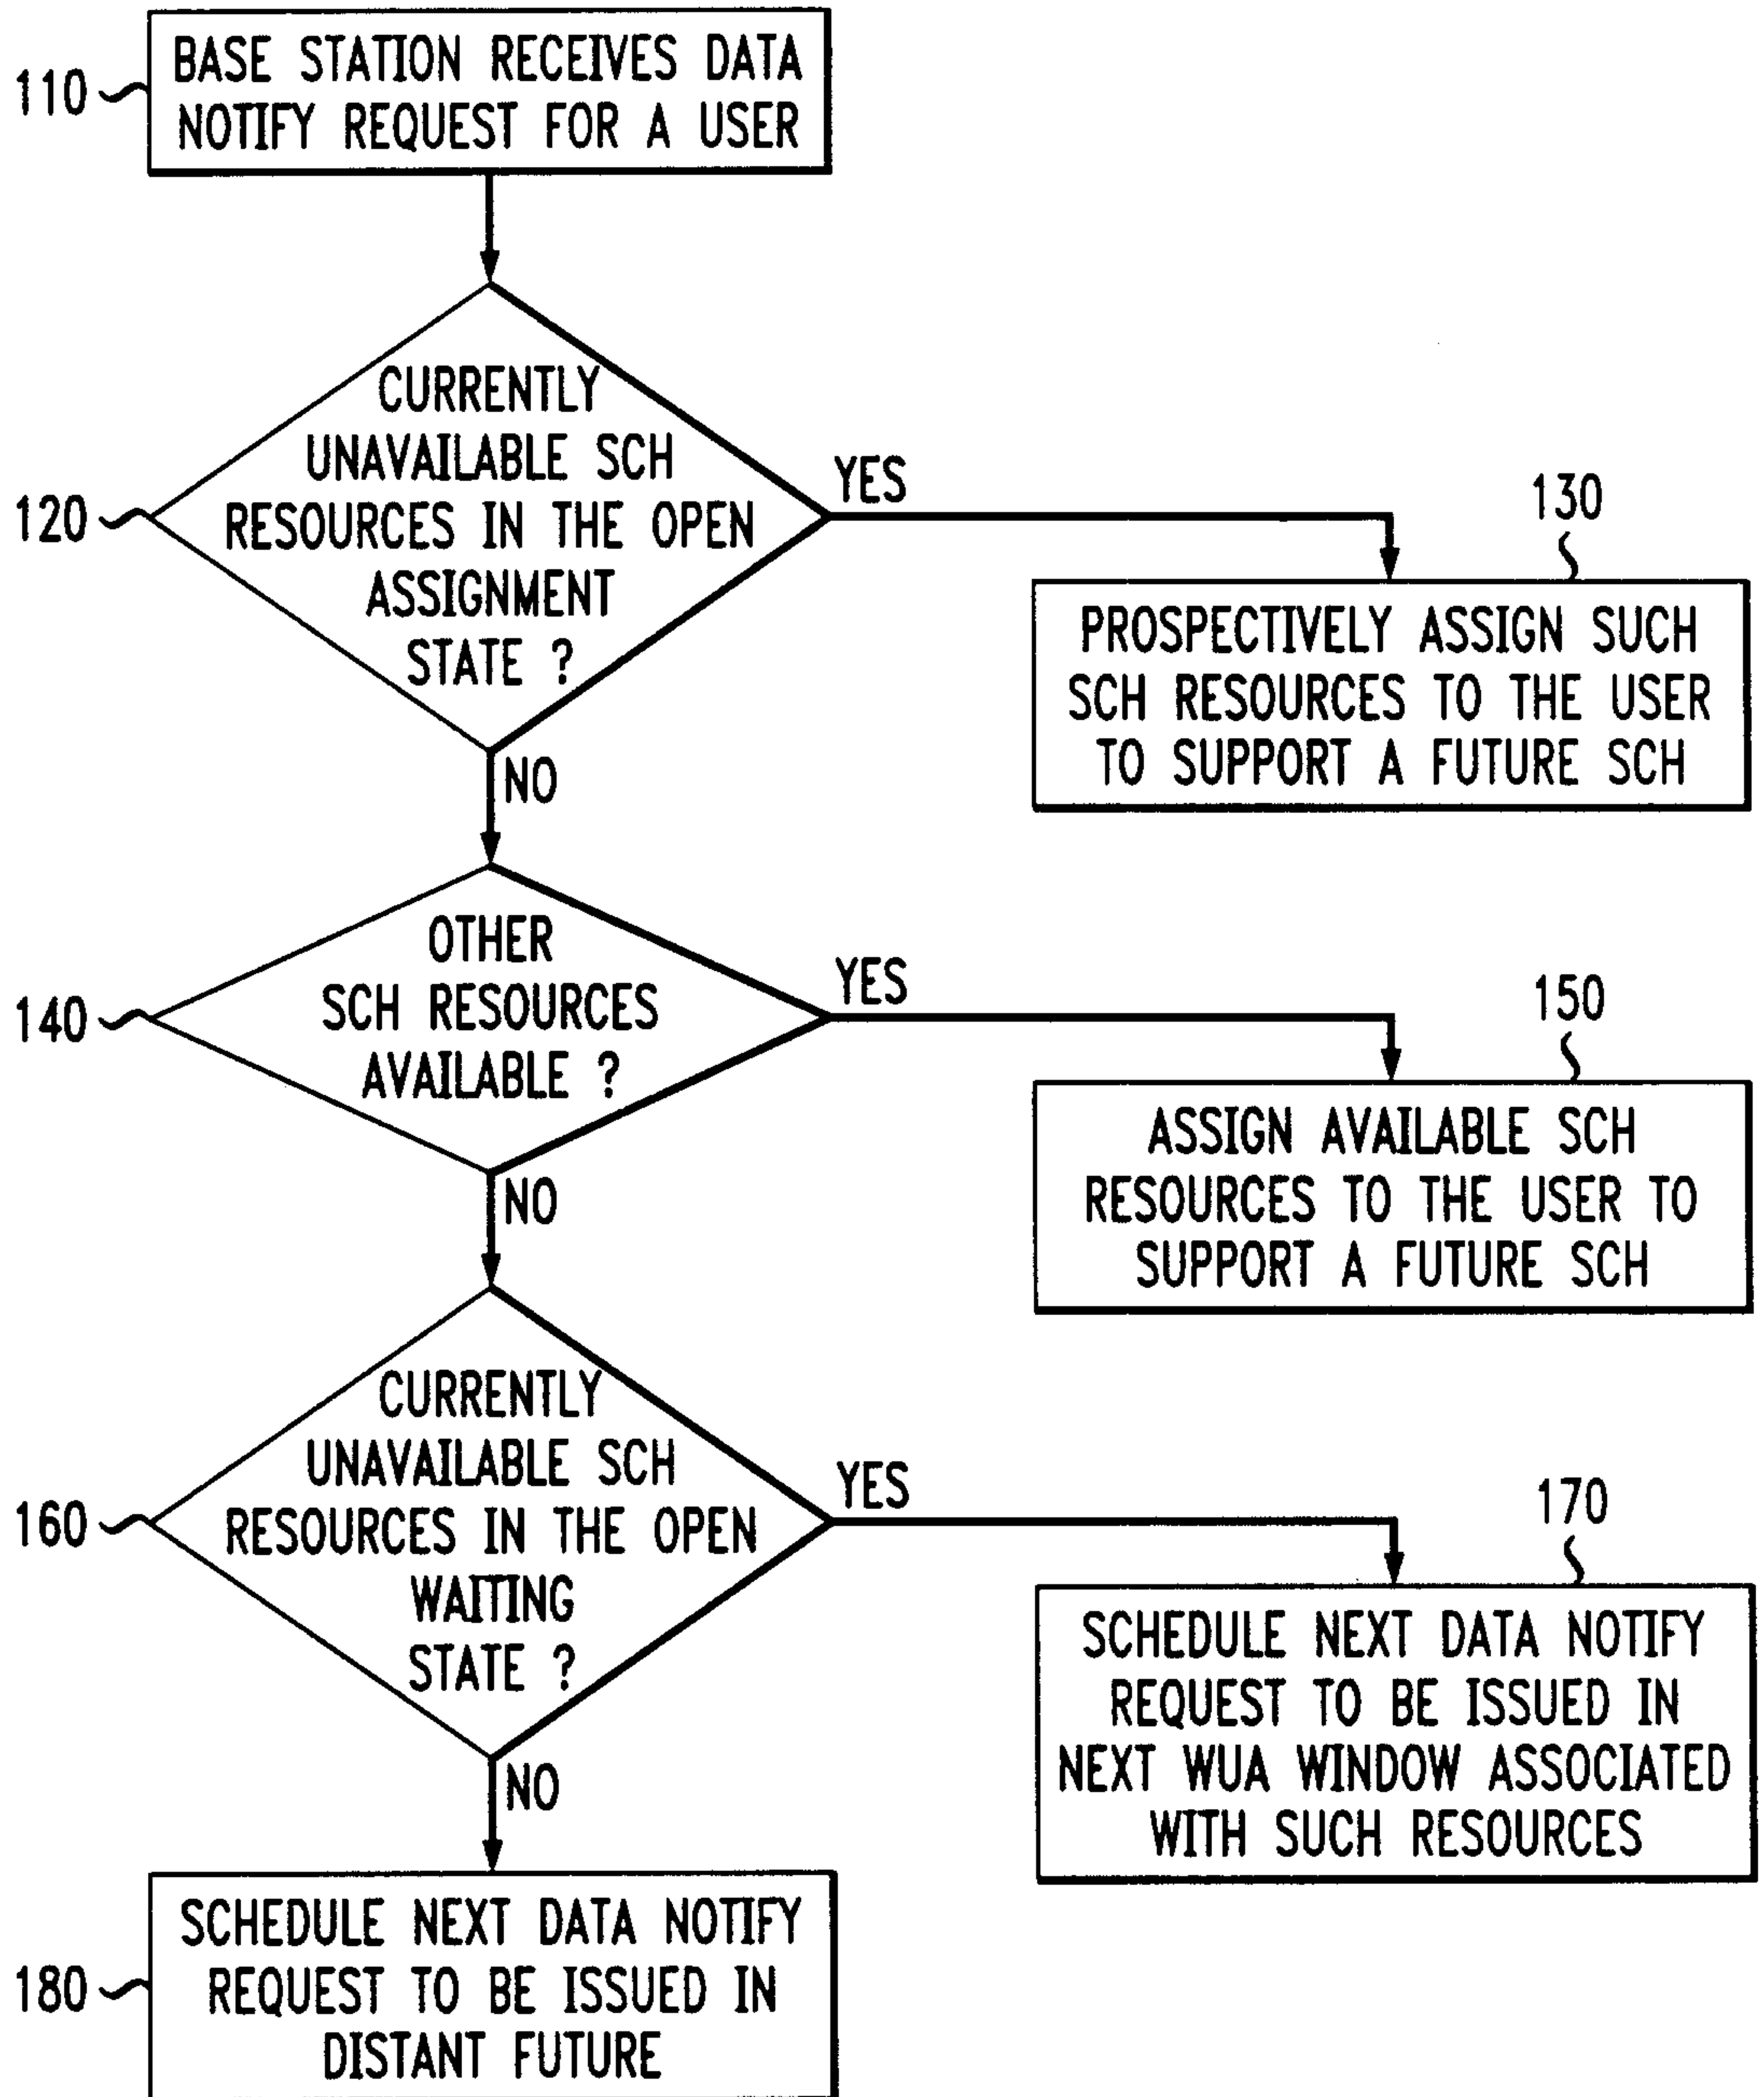 110
BASE STATION RECEIVES DATA
NOTIFY REQUEST FOR A USER
120
CURRENTLY
UNAVAILABLE SCH
RESOURCES IN THE OPEN
ASSIGNMENT
STATE ?
YES
130
PROSPECTIVELY ASSIGN SUCH
SCH RESOURCES TO THE USER
TO SUPPORT A FUTURE SCH
NO
140
OTHER
SCH RESOURCES
AVAILABLE ?
YES
150
ASSIGN AVAILABLE SCH
RESOURCES TO THE USER TO
SUPPORT A FUTURE SCH
NO
160
CURRENTLY
UNAVAILABLE SCH
RESOURCES IN THE OPEN
WAITING
STATE ?
YES
170
SCHEDULE NEXT DATA NOTIFY
REQUEST TO BE ISSUED IN
NEXT WUA WINDOW ASSOCIATED
WITH SUCH RESOURCES
NO
180
SCHEDULE NEXT DATA NOTIFY
REQUEST TO BE ISSUED IN
DISTANT FUTURE